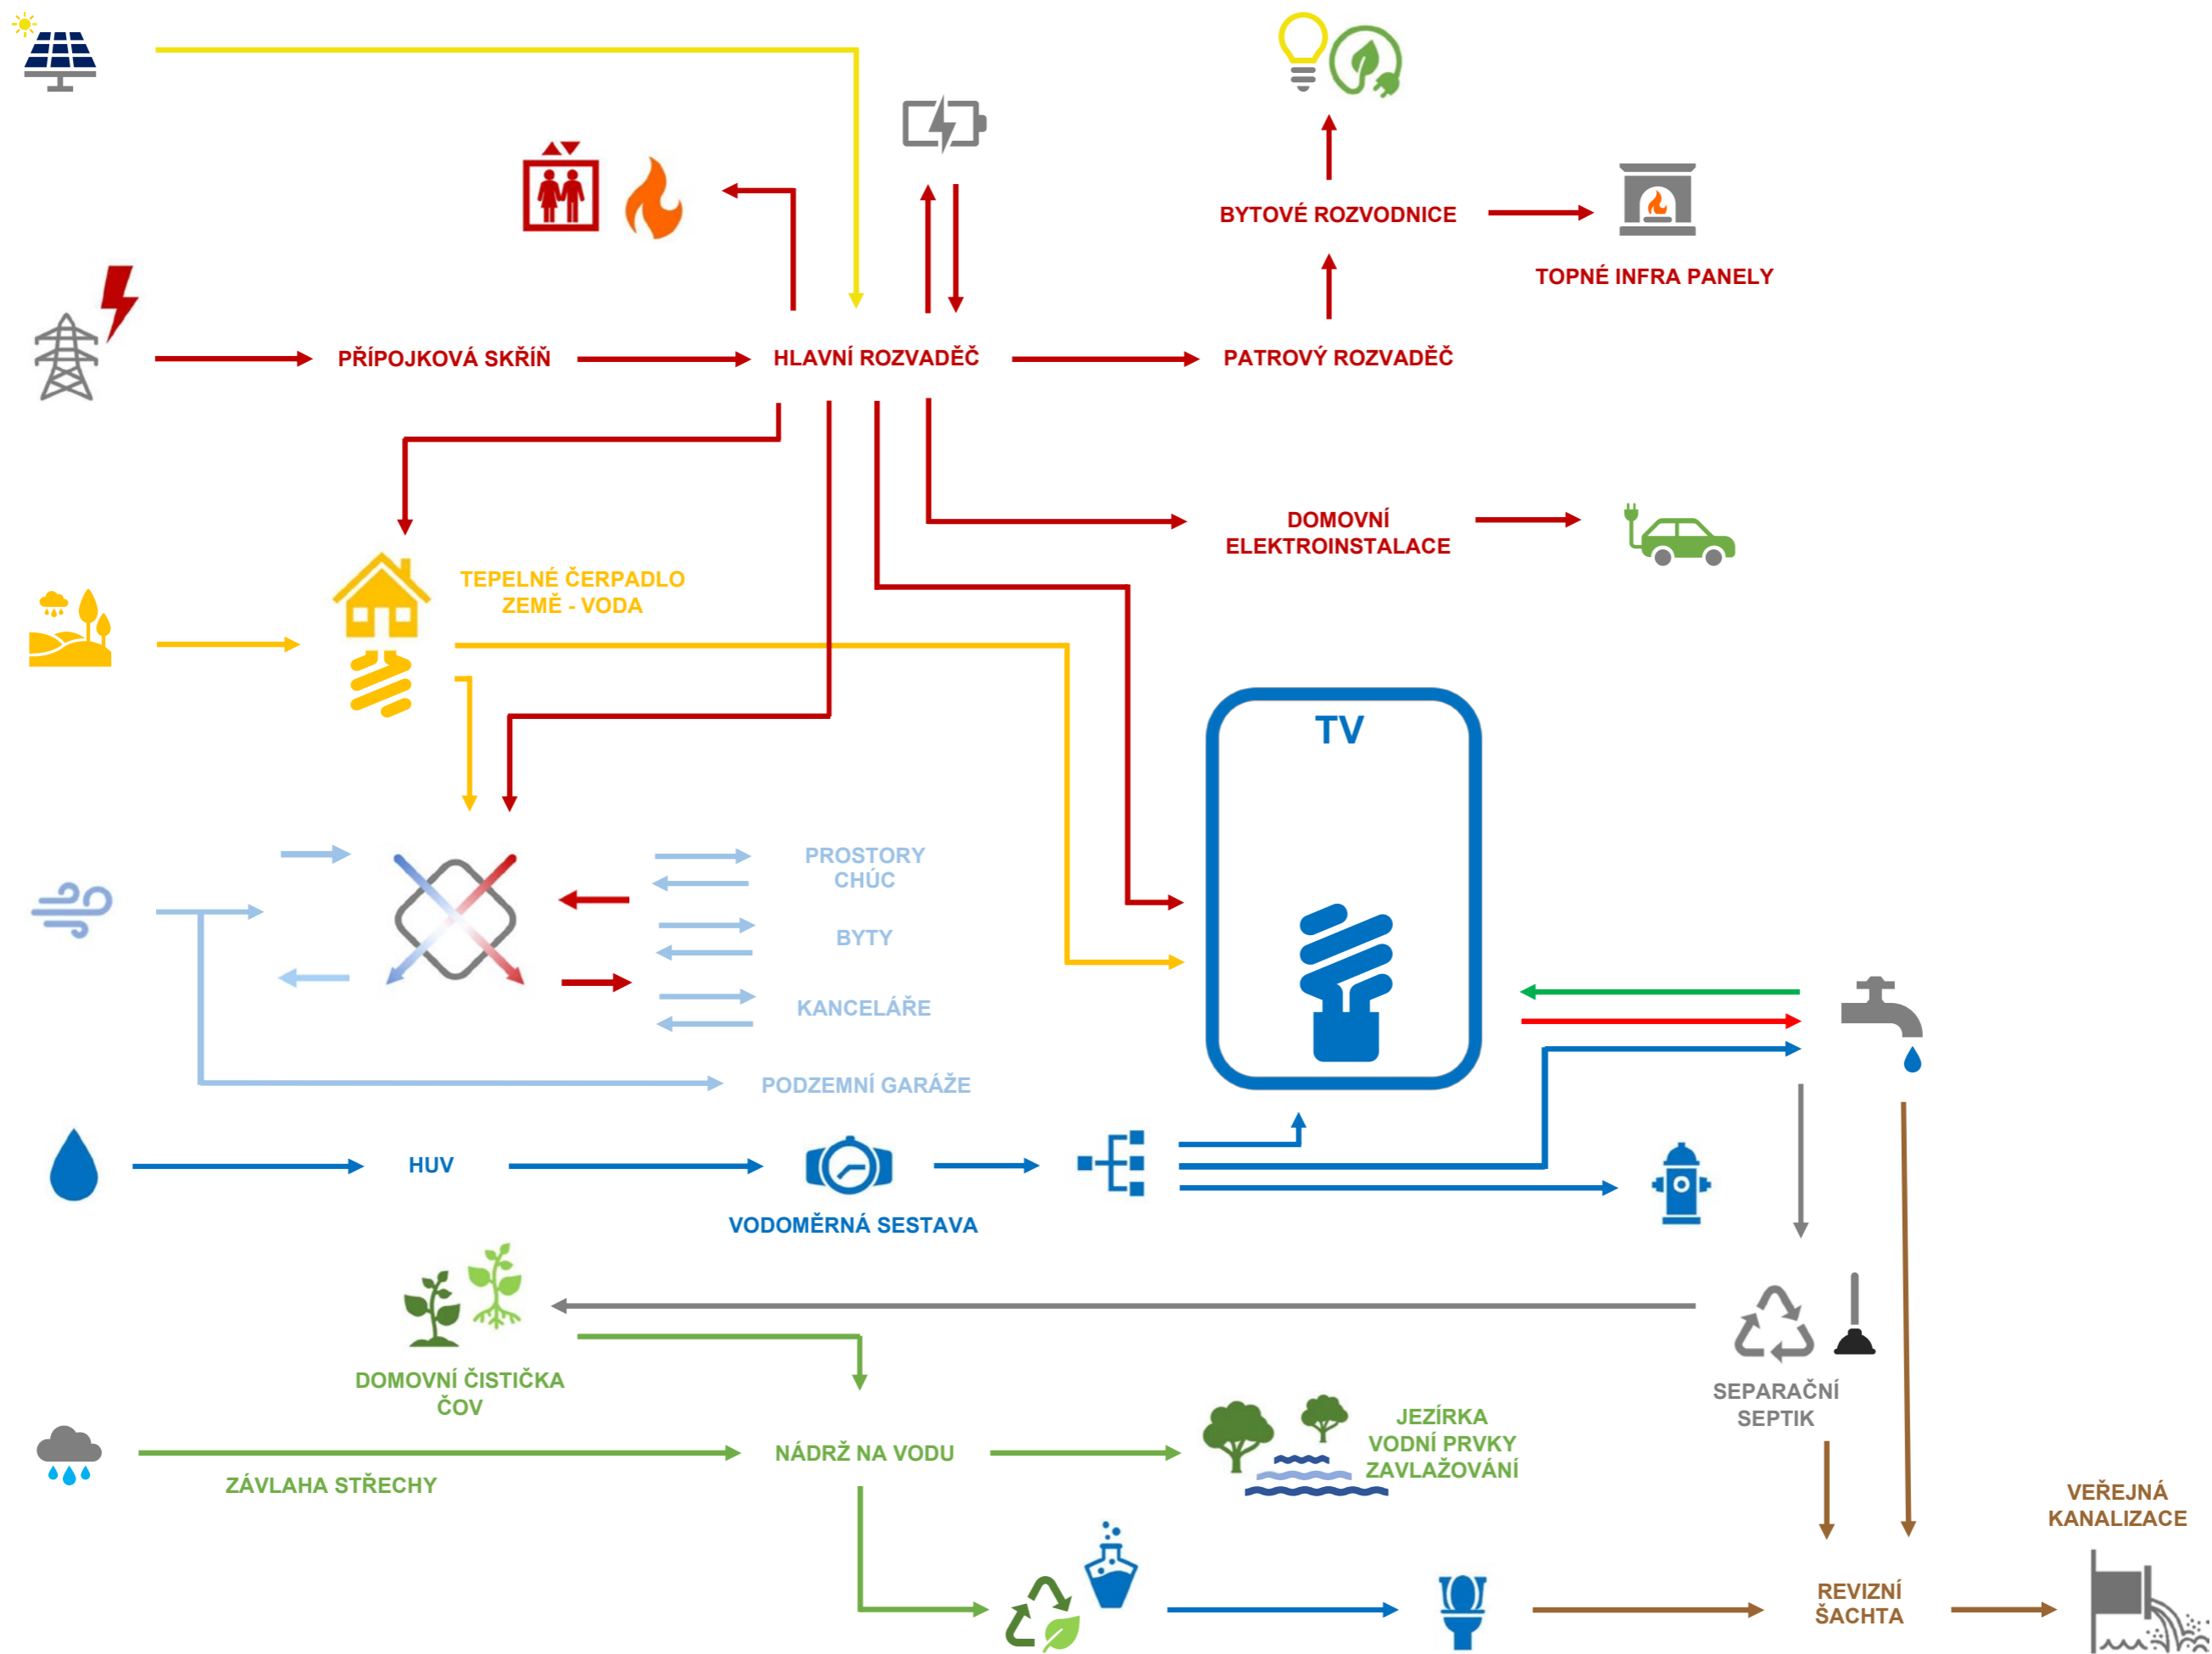 BYTOVÉ ROZVODNICE
TOPNÉ INFRA PANELY
PŘÍPOJKOVÁ SKŘÍŇ
HLAVNÍ ROZVADĚČ
PATROVÝ ROZVADĚČ
DOMOVNÍ
ELEKTROINSTALACE
TEPELNÉ ČERPADLO
ZEMĚ - VODA
TV
PROSTORY
CHÚC
BYTY
KANCELÁŘE
PODZEMNÍ GARÁŽE
HUV
VODOMĚRNÁ SESTAVA
DOMOVNÍ ČISTIČKA
ČOV
SEPARAČNÍ
SEPTIK
JEZÍRKA
VODNÍ PRVKY
ZAVLAŽOVÁNÍ
NÁDRŽ NA VODU
ZÁVLAHA STŘECHY
VEŘEJNÁ
KANALIZACE
REVIZNÍ
ŠACHTA